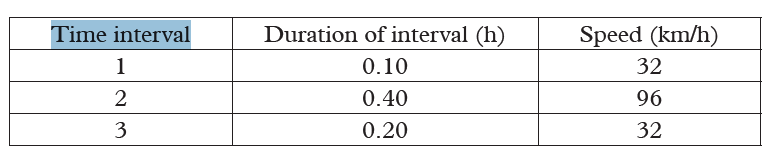 Time interval Duration of interval (h) Speed (km/h)
1 0.10 32
2 0.40 96
3 0.20 32